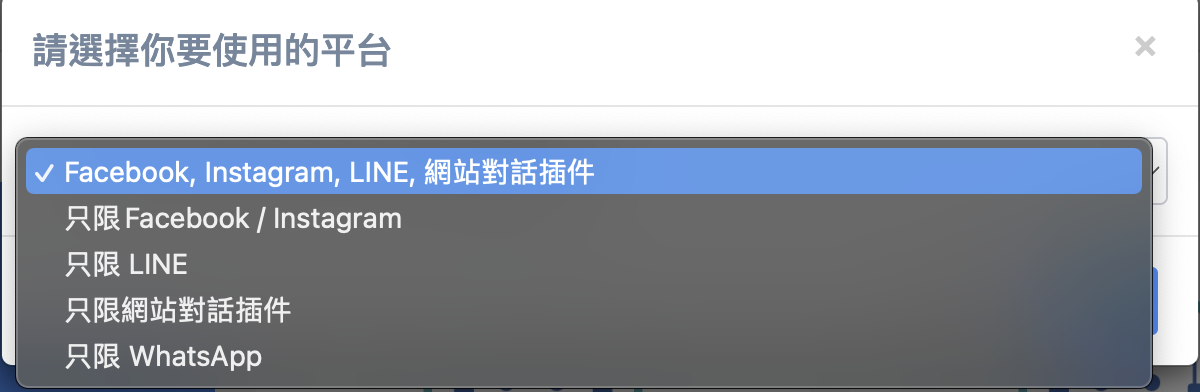 請選擇你要使用的平台
Facebook, Instagram, LINE, 網站對話插件
只限Facebook / Instagram
只限 LINE
只限網站對話插件
只限 WhatsApp